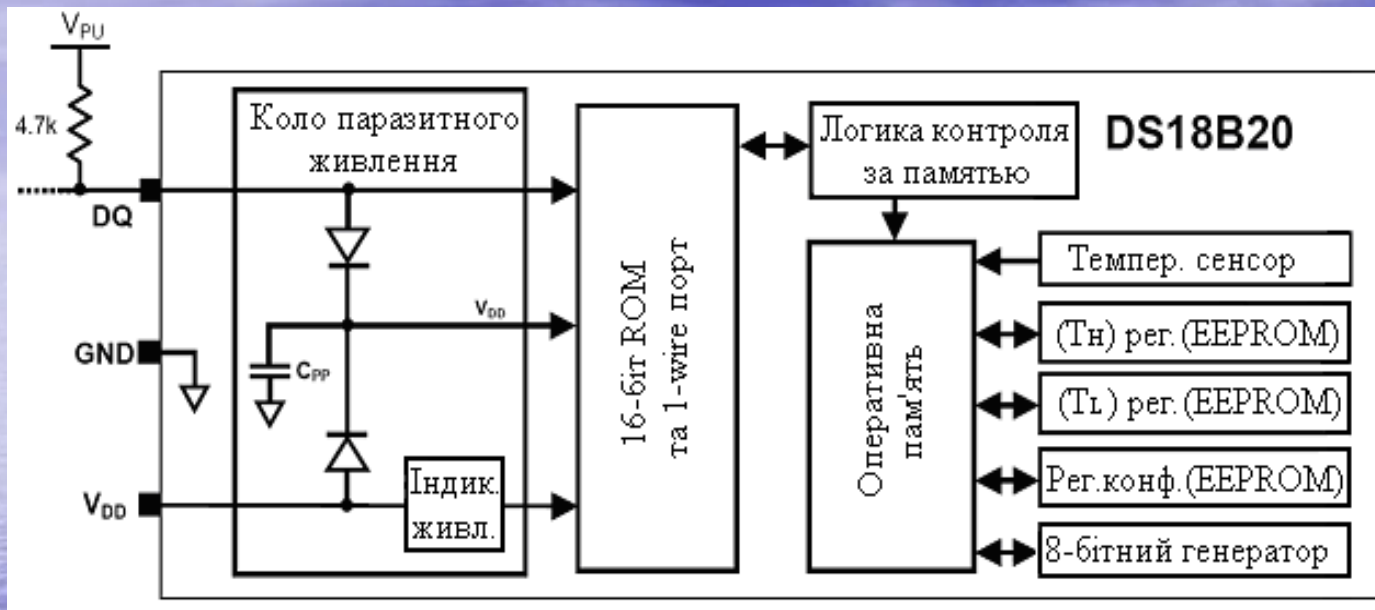 V_PU
4.7k
DQ
GND
V_DD
Коло паразитного
живлення
C_PP
V_DD
Індик.
живл.
16-біт ROM
та 1-wire порт
Логика контроля
за памятью
DS18B20
Оперативна
пам'ять
Темпер. сенсор
(Тн) рег.(EEPROM)
(TL) рег.(EEPROM)
Рег.конф.(EEPROM)
8-бітний генератор